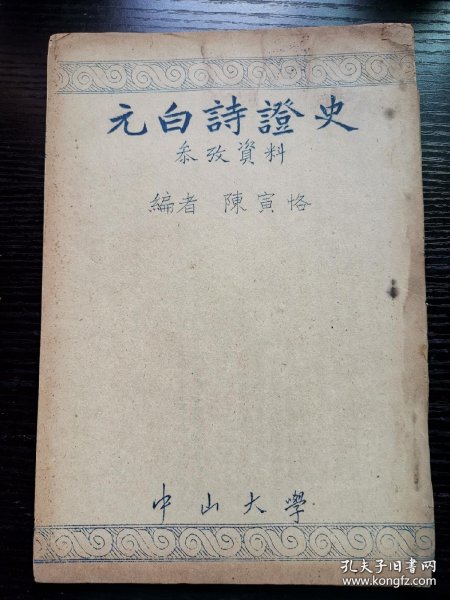 元白詩證史
参攷資料
編者 陳寅恪
中山大學
孔夫子旧书网
www.kongfz.com